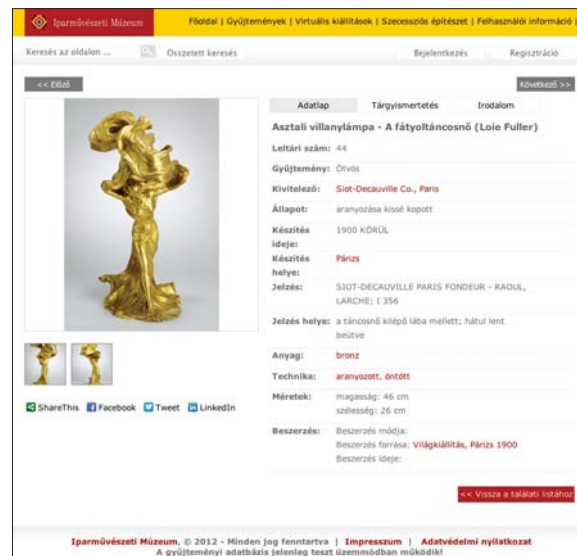 Iparművészeti Múzeum
Főoldal | Gyűjtemények | Virtuális kiállítások | Szecessziós építészet | Felhasználói információ |
Keresés az oldalon ...
Összetett keresés
Bejelentkezés
Regisztráció
<< Előző
Következő >>
Adatlap
Tárgyismertetés
Irodalom
Asztali villanylámpa - A fátyoltáncosnő (Loie Fuller)
Leltári szám: 44
Gyűjtemény: Ötvös
Kivitelező: Siot-Decauville Co., Paris
Állapot: aranyozása kissé kopott
Készítés 1900 KÖRÜL
ideje:
Készítés Párizs
helye:
Jelzés: SIOT-DECAUVILLE PARIS FONDEUR - RAOUL,
LARCHE; I 356
Jelzés helye: a táncosnő kilépő lába mellett; hátul lent
beütve
Anyag: bronz
Technika: aranyozott, öntött
Méretek: magasság: 46 cm
szélesség: 26 cm
Beszerzés: Beszerzés módja:
Beszerzés forrása: Világkiállítás, Párizs 1900
Beszerzés ideje:
ShareThis Facebook Tweet LinkedIn
<< Vissza a találati listához
Iparművészeti Múzeum, © 2012 - Minden jog fenntartva | Impresszum | Adatvédelmi nyilatkozat
A gyűjteményi adatbázis jelenleg teszt üzemmódban működik!